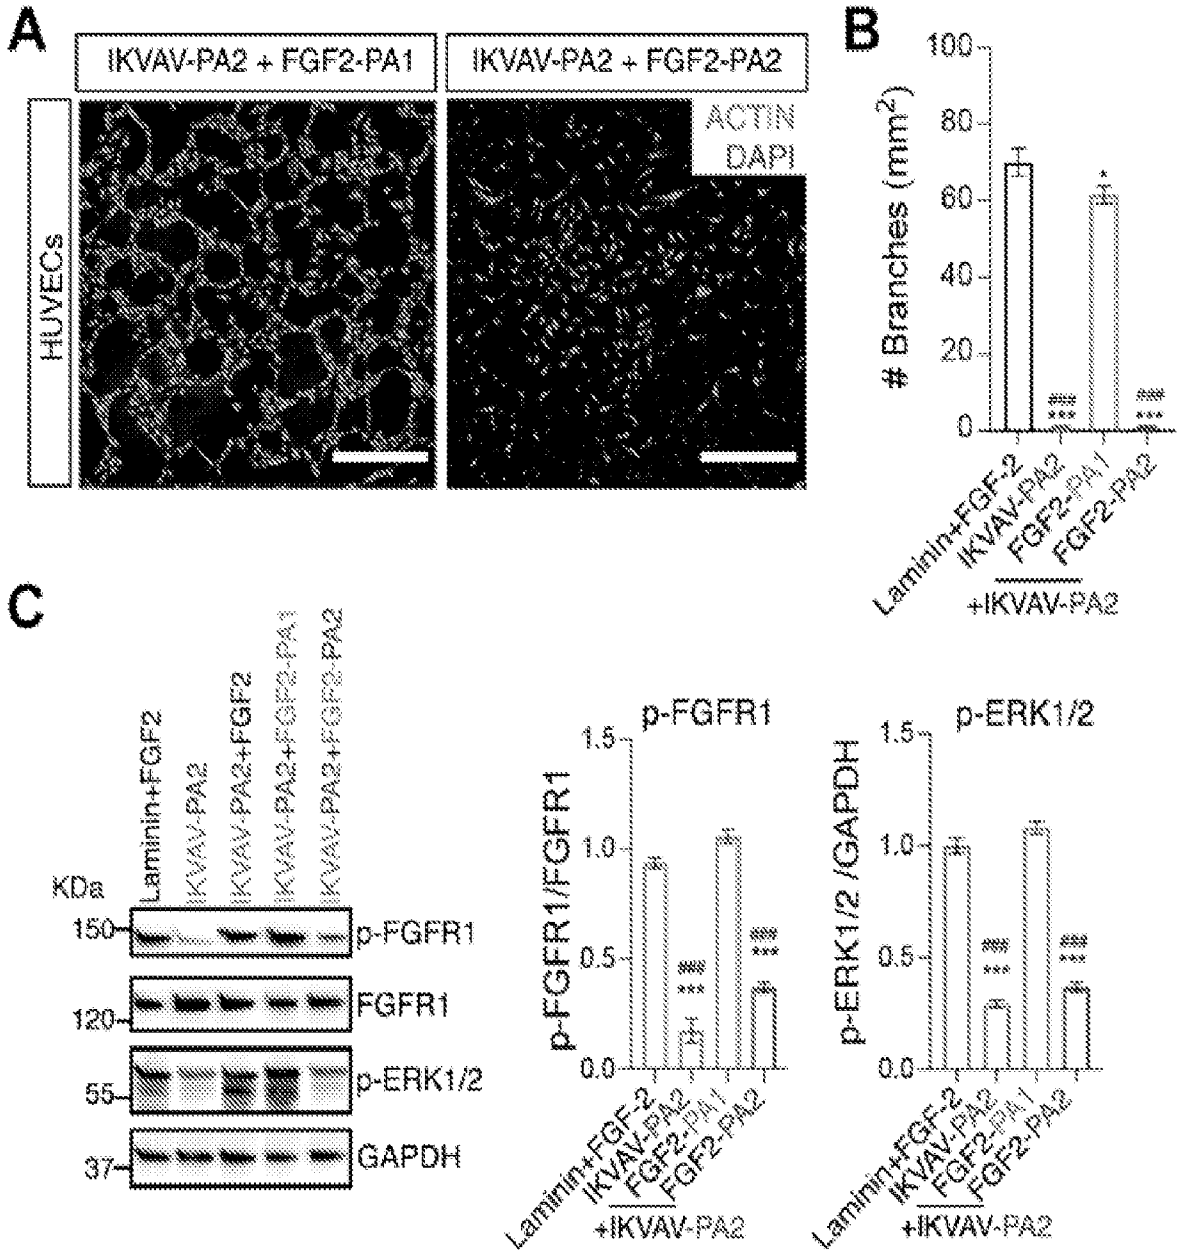 A
IKVAV-PA2 + FGF2-PA1
IKVAV-PA2 + FGF2-PA2
HUVECs
ACTIN
DAPI
B
# Branches (mm2)
100
80
60
40
20
0
*
###
***
###
***
Laminin+FGF-2
IKVAV-PA2
FGF2-PA1
FGF2-PA2
+IKVAV-PA2
C
KDa
Laminin+FGF2
IKVAV-PA2
IKVAV-PA2+FGF2
IKVAV-PA2+FGF2-PA1
IKVAV-PA2+FGF2-PA2
150
p-FGFR1
120
FGFR1
55
p-ERK1/2
37
GAPDH
p-FGFR1
p-FGFR1/FGFR1
1.5
1.0
0.5
0.0
###
***
###
***
Laminin+FGF-2
IKVAV-PA2
FGF2-PA1
FGF2-PA2
+IKVAV-PA2
p-ERK1/2
p-ERK1/2 /GAPDH
1.5
1.0
0.5
0.0
###
***
###
***
Laminin+FGF-2
IKVAV-PA2
FGF2-PA1
FGF2-PA2
+IKVAV-PA2